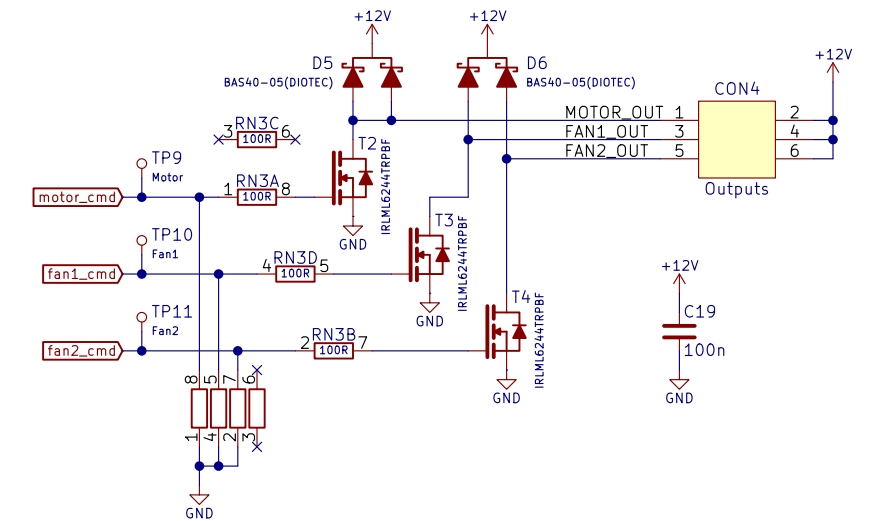 +12V
+12V
+12V
D5
BAS40-05(DIOTEC)
D6
BAS40-05(DIOTEC)
CON4
MOTOR_OUT 1 2
FAN1_OUT 3 4
FAN2_OUT 5 6
Outputs
RN3C
3 100R 6
T2
IRLML6244TRPBF
GND
TP9
Motor
motor_cmd
RN3A
1 100R 8
T3
IRLML6244TRPBF
GND
TP10
Fan1
fan1_cmd
RN3D
4 100R 5
T4
IRLML6244TRPBF
GND
TP11
Fan2
fan2_cmd
RN3B
2 100R 7
+12V
C19
100n
GND
8 5 7 6
1 4 2 3
GND